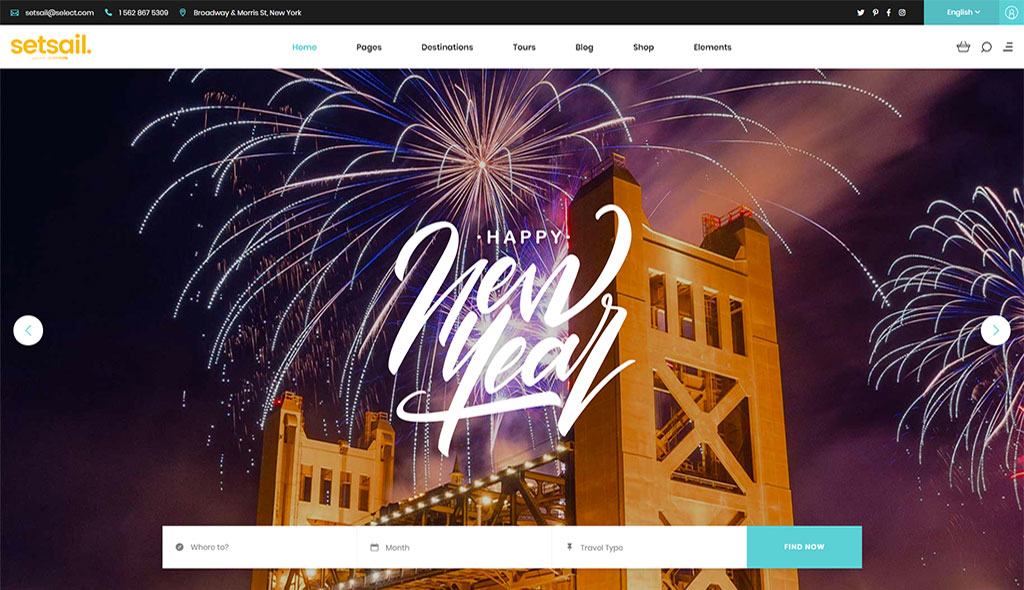 setsail@select.com 1 562 867 5309 Broadway & Morris St, New York English
setsail.
Home Pages Destinations Tours Blog Shop Elements
·HAPPY·
New
Year
Where to? Month Travel Type FIND NOW